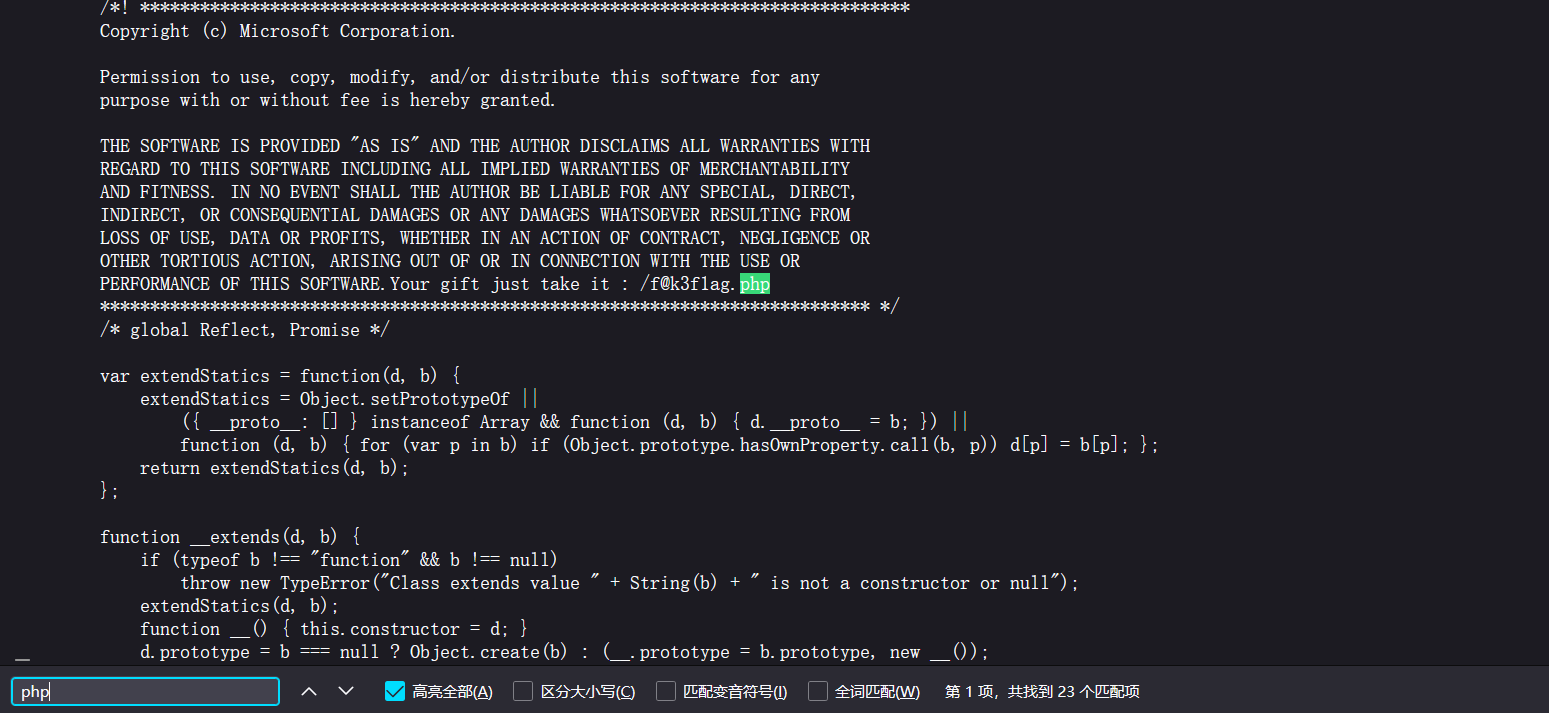 /*! *****************************************************************************
Copyright (c) Microsoft Corporation.
Permission to use, copy, modify, and/or distribute this software for any
purpose with or without fee is hereby granted.
THE SOFTWARE IS PROVIDED "AS IS" AND THE AUTHOR DISCLAIMS ALL WARRANTIES WITH
REGARD TO THIS SOFTWARE INCLUDING ALL IMPLIED WARRANTIES OF MERCHANTABILITY
AND FITNESS. IN NO EVENT SHALL THE AUTHOR BE LIABLE FOR ANY SPECIAL, DIRECT,
INDIRECT, OR CONSEQUENTIAL DAMAGES OR ANY DAMAGES WHATSOEVER RESULTING FROM
LOSS OF USE, DATA OR PROFITS, WHETHER IN AN ACTION OF CONTRACT, NEGLIGENCE OR
OTHER TORTIOUS ACTION, ARISING OUT OF OR IN CONNECTION WITH THE USE OR
PERFORMANCE OF THIS SOFTWARE.Your gift just take it : /f@k3f1ag.php
***************************************************************************** */
/* global Reflect, Promise */
var extendStatics = function(d, b) {
    extendStatics = Object.setPrototypeOf ||
        ({ __proto__: [] } instanceof Array && function (d, b) { d.__proto__ = b; }) ||
        function (d, b) { for (var p in b) if (Object.prototype.hasOwnProperty.call(b, p)) d[p] = b[p]; };
    return extendStatics(d, b);
};
function __extends(d, b) {
    if (typeof b !== "function" && b !== null)
        throw new TypeError("Class extends value " + String(b) + " is not a constructor or null");
    extendStatics(d, b);
    function __() { this.constructor = d; }
    d.prototype = b === null ? Object.create(b) : (__.prototype = b.prototype, new __());
php 高亮全部(A) 区分大小写(C) 匹配变音符号(I) 全词匹配(W) 第 1 项，共找到 23 个匹配项